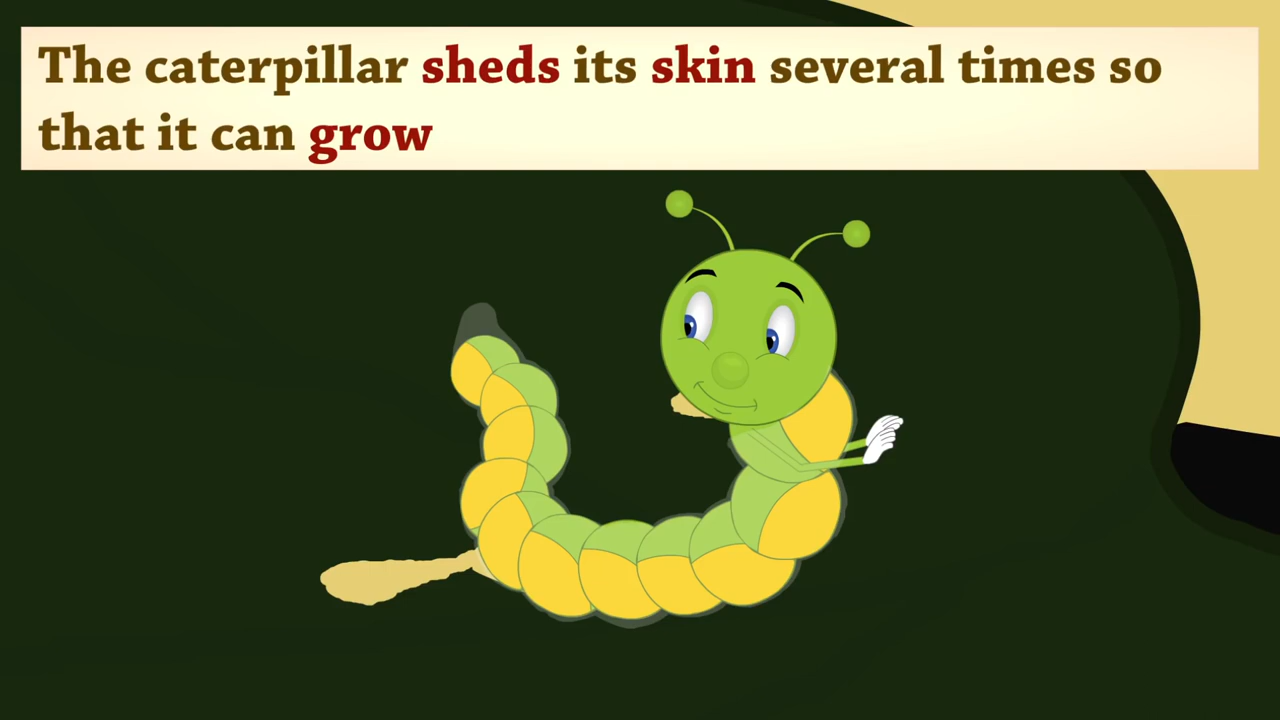 The caterpillar sheds its skin several times so
that it can grow